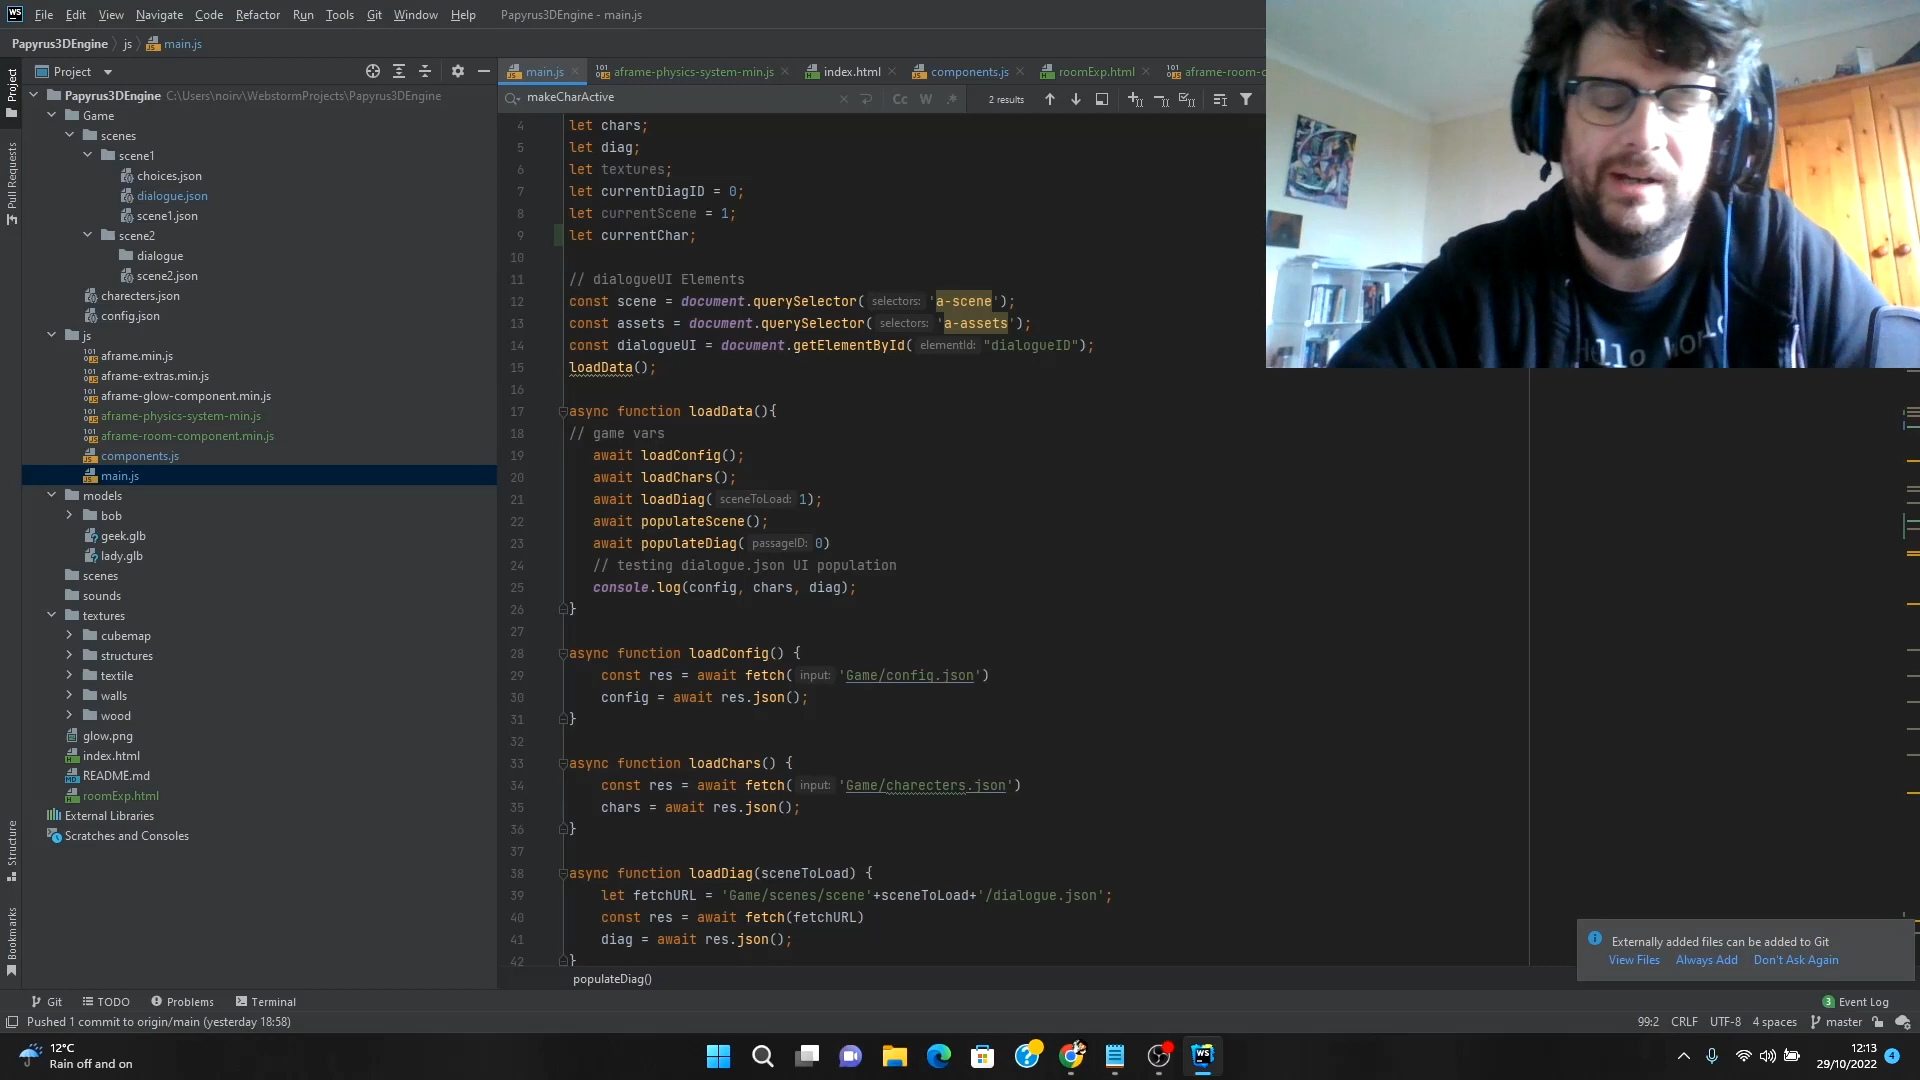 WS File Edit View Navigate Code Refactor Run Tools Git Window Help Papyrus3DEngine - main.js
Papyrus3DEngine js main.js
Project
main.js aframe-physics-system-min.js index.html components.js roomExp.html aframe-room-c
makeCharActive Cc W .* 2 results
Project
Pull Requests
Structure
Bookmarks
Papyrus3DEngine C:\Users\noirv\WebstormProjects\Papyrus3DEngine
Game
scenes
scene1
choices.json
dialogue.json
scene1.json
scene2
dialogue
scene2.json
charecters.json
config.json
js
aframe.min.js
aframe-extras.min.js
aframe-glow-component.min.js
aframe-physics-system-min.js
aframe-room-component.min.js
components.js
main.js
models
bob
geek.glb
lady.glb
scenes
sounds
textures
cubemap
structures
textile
walls
wood
glow.png
index.html
README.md
roomExp.html
External Libraries
Scratches and Consoles
4 let chars;
5 let diag;
6 let textures;
7 let currentDiagID = 0;
8 let currentScene = 1;
9 let currentChar;
10
11 // dialogueUI Elements
12 const scene = document.querySelector( selectors: 'a-scene');
13 const assets = document.querySelector( selectors: 'a-assets');
14 const dialogueUI = document.getElementById( elementId: "dialogueID");
15 loadData();
16
17 async function loadData(){
18 // game vars
19 await loadConfig();
20 await loadChars();
21 await loadDiag( sceneToLoad: 1);
22 await populateScene();
23 await populateDiag( passageID: 0)
24 // testing dialogue.json UI population
25 console.log(config, chars, diag);
26 }
27
28 async function loadConfig() {
29 const res = await fetch( input: 'Game/config.json')
30 config = await res.json();
31 }
32
33 async function loadChars() {
34 const res = await fetch( input: 'Game/charecters.json')
35 chars = await res.json();
36 }
37
38 async function loadDiag(sceneToLoad) {
39 let fetchURL = 'Game/scenes/scene'+sceneToLoad+'/dialogue.json';
40 const res = await fetch(fetchURL)
41 diag = await res.json();
42 }
populateDiag()
Hello world
Externally added files can be added to Git
View Files Always Add Don't Ask Again
Git TODO Problems Terminal
3 Event Log
Pushed 1 commit to origin/main (yesterday 18:58)
99:2 CRLF UTF-8 4 spaces master
12°C
Rain off and on
WS
12:13
29/10/2022
4